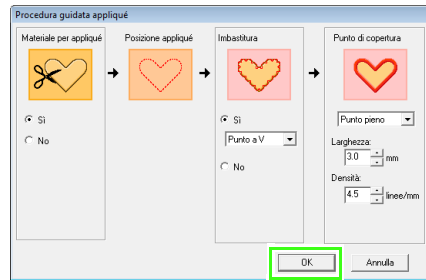 Procedura guidata appliqué
Materiale per appliqué
Posizione appliqué
Imbastitura
Punto di copertura
Sì
No
Sì
Punto a V
No
Punto pieno
Larghezza:
3.0 mm
Densità:
4.5 linee/mm
OK
Annulla